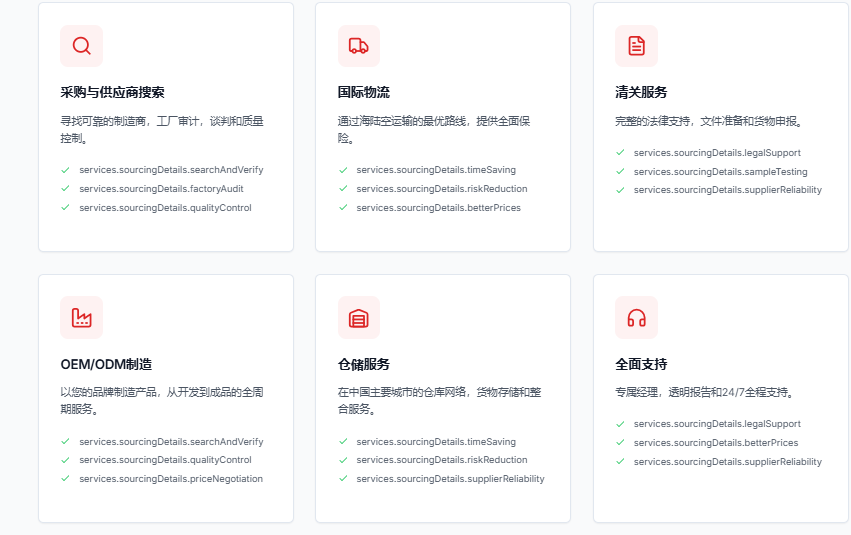 采购与供应商搜索
寻找可靠的制造商，工厂审计，谈判和质量
控制。
services.sourcingDetails.searchAndVerify
services.sourcingDetails.factoryAudit
services.sourcingDetails.qualityControl
国际物流
通过海陆空运输的最优路线，提供全面保
险。
services.sourcingDetails.timeSaving
services.sourcingDetails.riskReduction
services.sourcingDetails.betterPrices
清关服务
完整的法律支持，文件准备和货物申报。
services.sourcingDetails.legalSupport
services.sourcingDetails.sampleTesting
services.sourcingDetails.supplierReliability
OEM/ODM制造
以您的品牌制造产品，从开发到成品的全周
期服务。
services.sourcingDetails.searchAndVerify
services.sourcingDetails.qualityControl
services.sourcingDetails.priceNegotiation
仓储服务
在中国主要城市的仓库网络，货物存储和整
合服务。
services.sourcingDetails.timeSaving
services.sourcingDetails.riskReduction
services.sourcingDetails.supplierReliability
全面支持
专属经理，透明报告和24/7全程支持。
services.sourcingDetails.legalSupport
services.sourcingDetails.betterPrices
services.sourcingDetails.supplierReliability